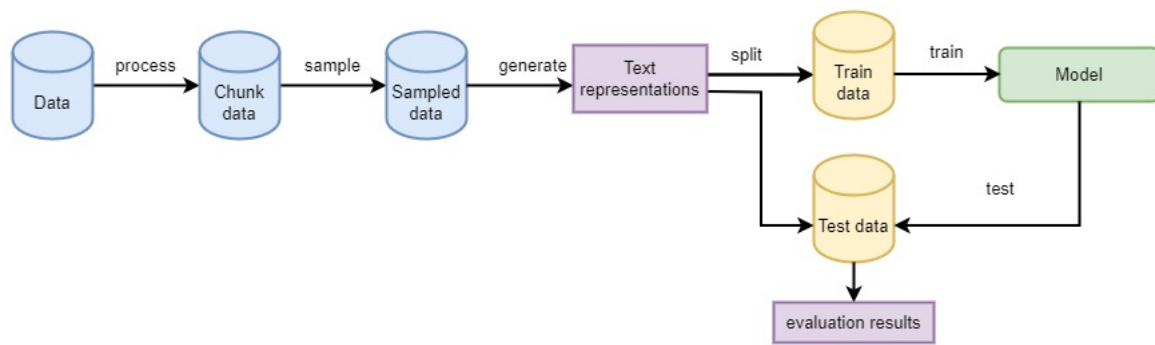 process
sample
generate
split
train
Data
Chunk
data
Sampled
data
Text
representations
Train
data
Model
test
Test data
evaluation results